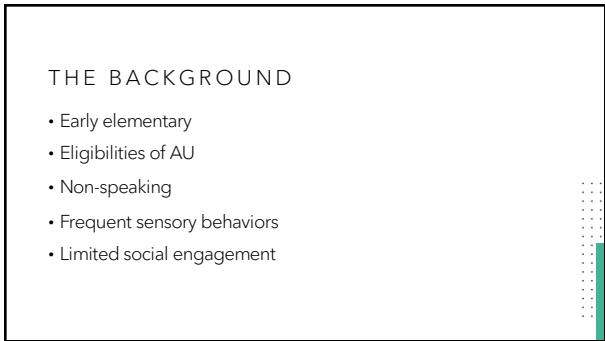 THE BACKGROUND
• Early elementary
• Eligibilities of AU
• Non-speaking
• Frequent sensory behaviors
• Limited social engagement